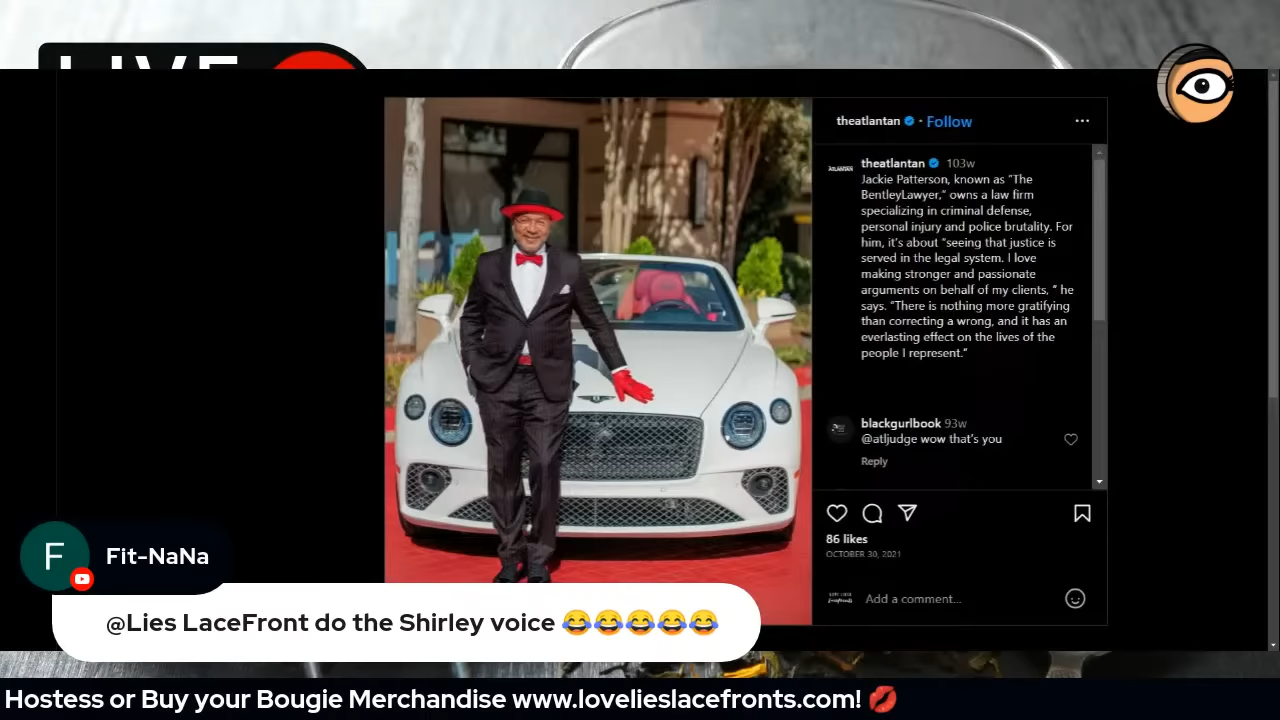 LIVE
theatlantan • Follow
theatlantan 103w
Jackie Patterson, known as "The
BentleyLawyer," owns a law firm
specializing in criminal defense,
personal injury and police brutality. For
him, it's about "seeing that justice is
served in the legal system. I love
making stronger and passionate
arguments on behalf of my clients, " he
says. "There is nothing more gratifying
than correcting a wrong, and it has an
everlasting effect on the lives of the
people I represent."
blackgurlbook 93w
@atljudge wow that's you
Reply
86 likes
OCTOBER 30, 2021
Add a comment...
F
Fit-NaNa
@Lies LaceFront do the Shirley voice 😂😂😂😂😂
Hostess or Buy your Bougie Merchandise www.lovelieslacefronts.com! 💋